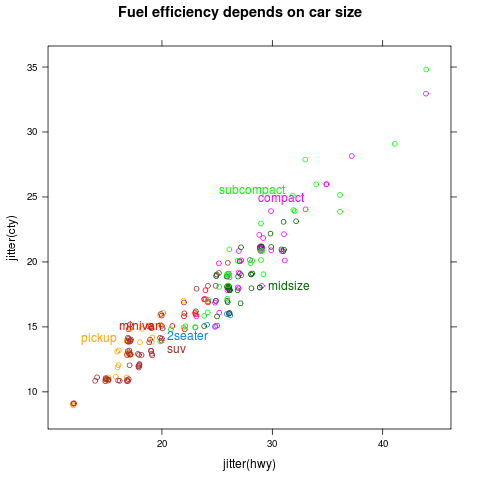 Fuel efficiency depends on car size
35
30
25
20
15
10
jitter(cty)
subcompact
compact
midsize
minivan
pickup
2seater
suv
20
30
40
jitter(hwy)